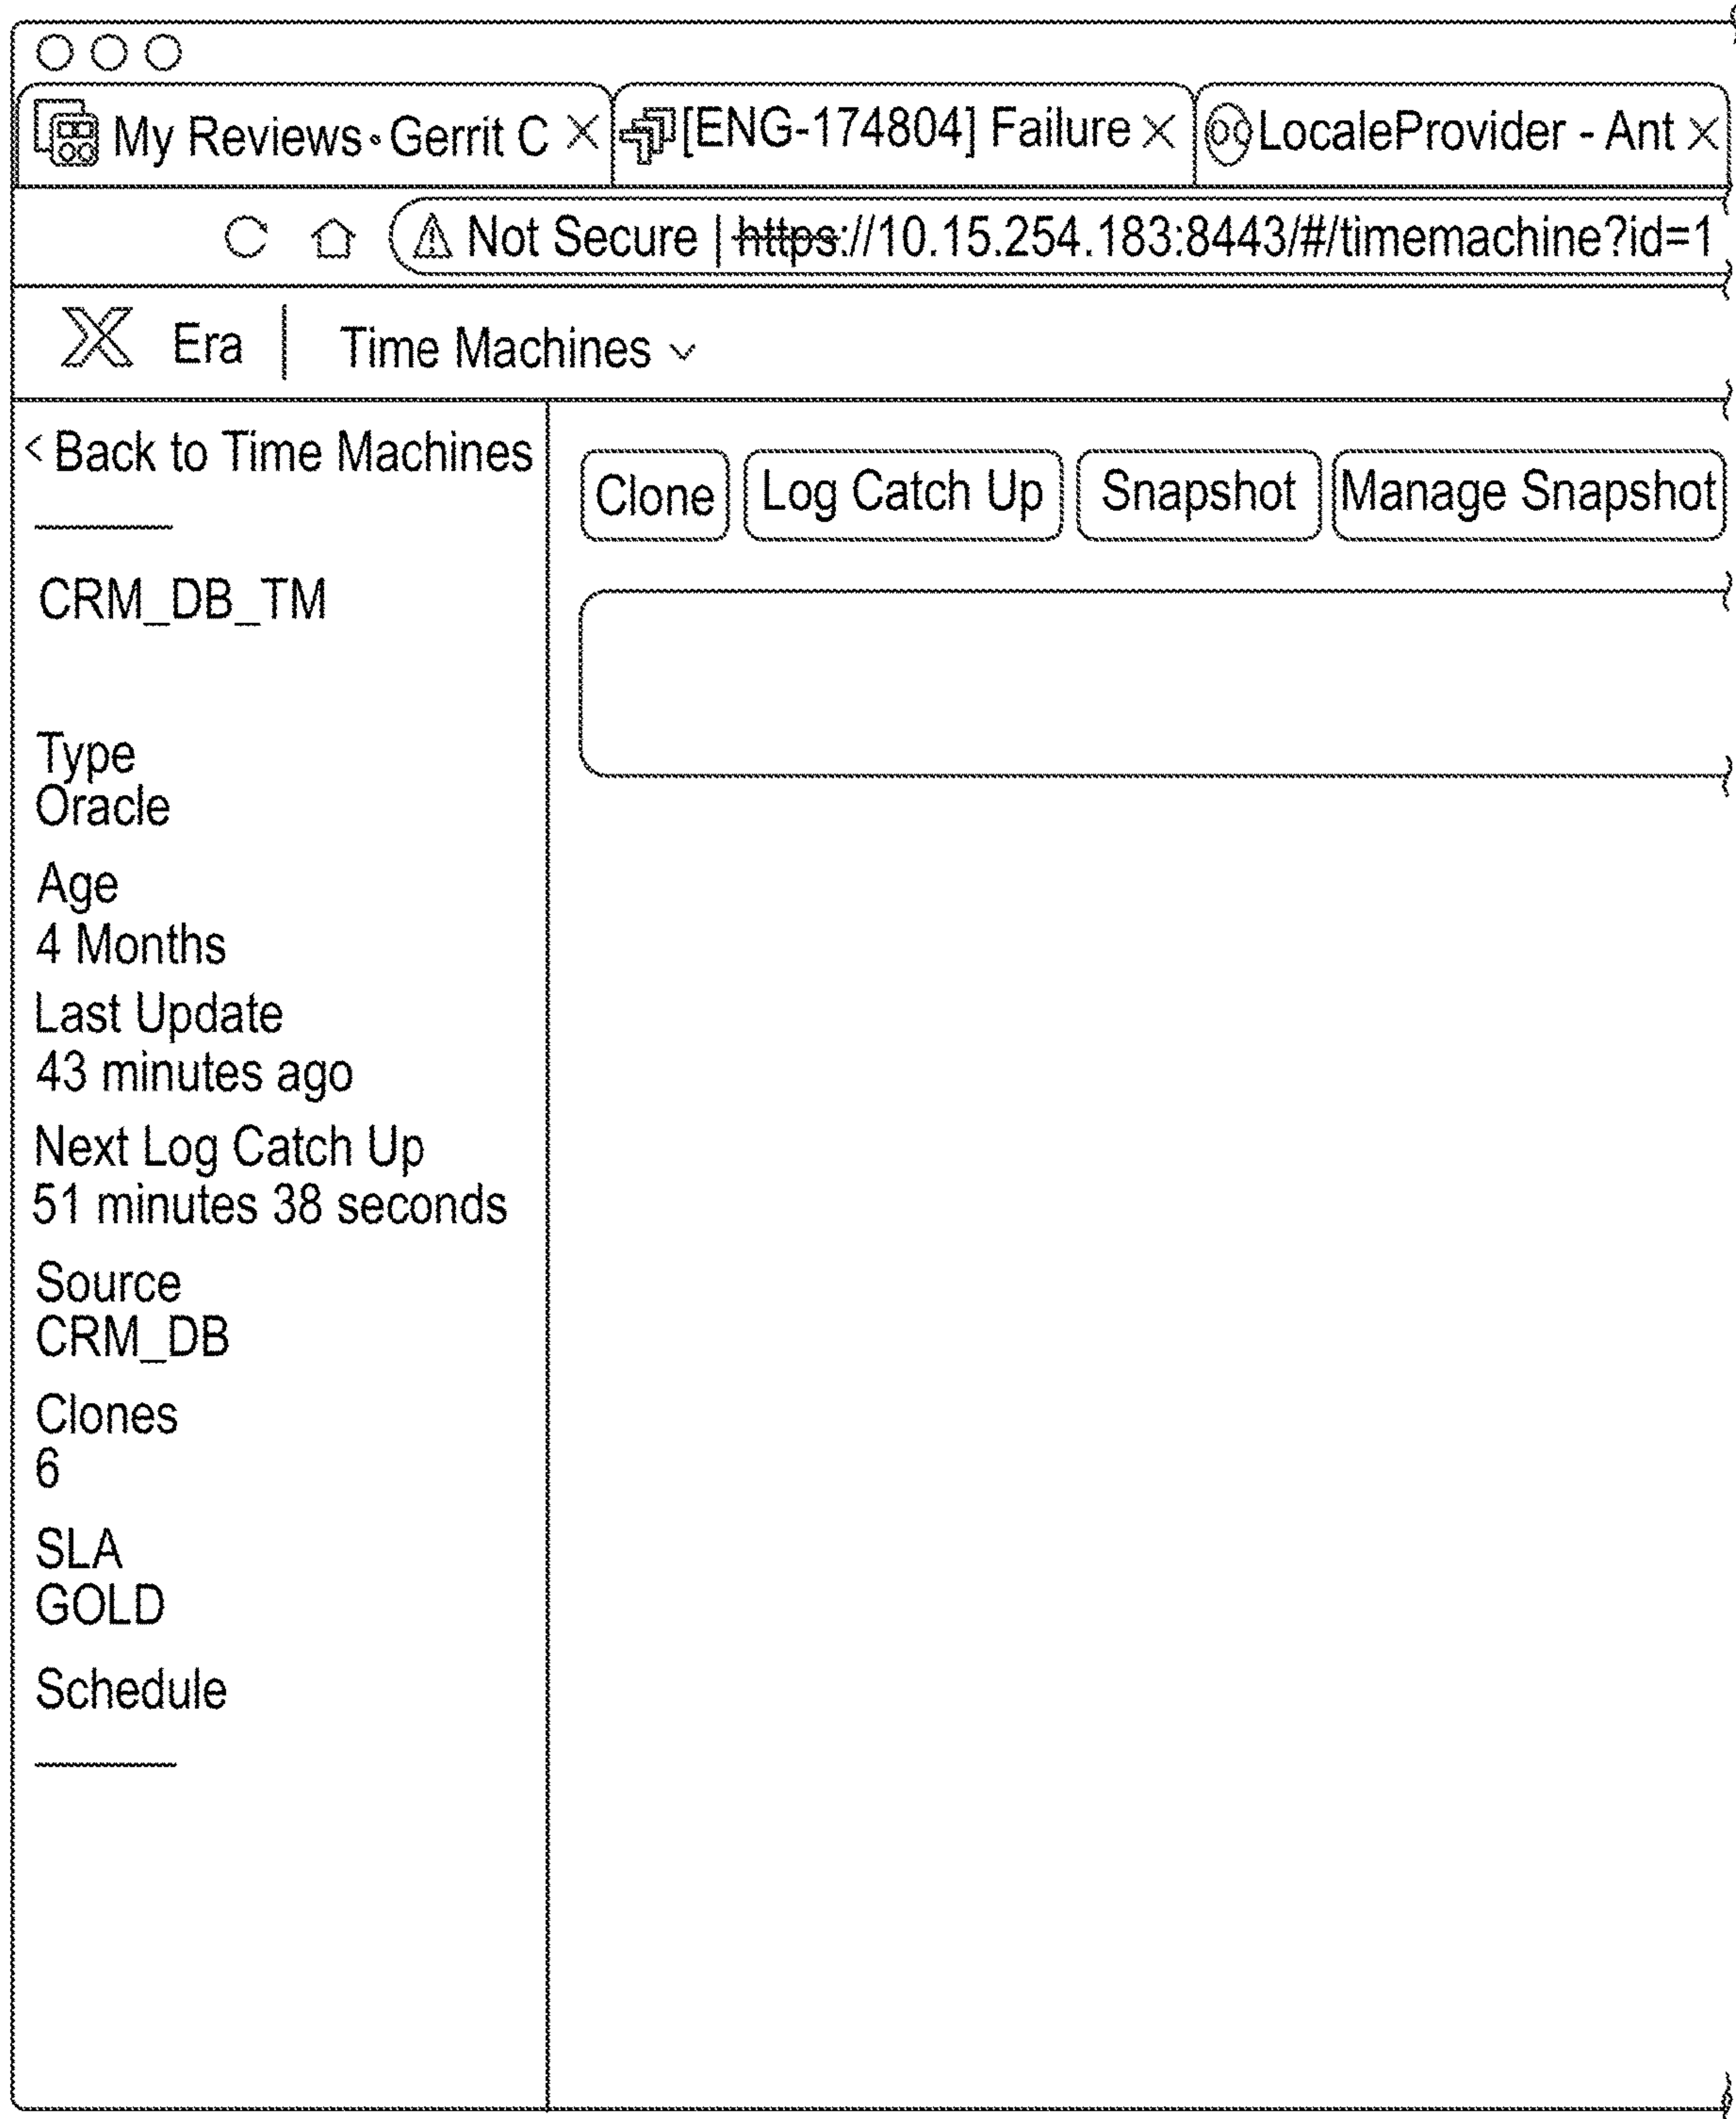 My Reviews · Gerrit C × [ENG-174804] Failure × LocaleProvider - Ant ×
Not Secure | https://10.15.254.183:8443/#/timemachine?id=1
X Era | Time Machines
< Back to Time Machines
Clone Log Catch Up Snapshot Manage Snapshot
CRM_DB_TM
Type
Oracle
Age
4 Months
Last Update
43 minutes ago
Next Log Catch Up
51 minutes 38 seconds
Source
CRM_DB
Clones
6
SLA
GOLD
Schedule